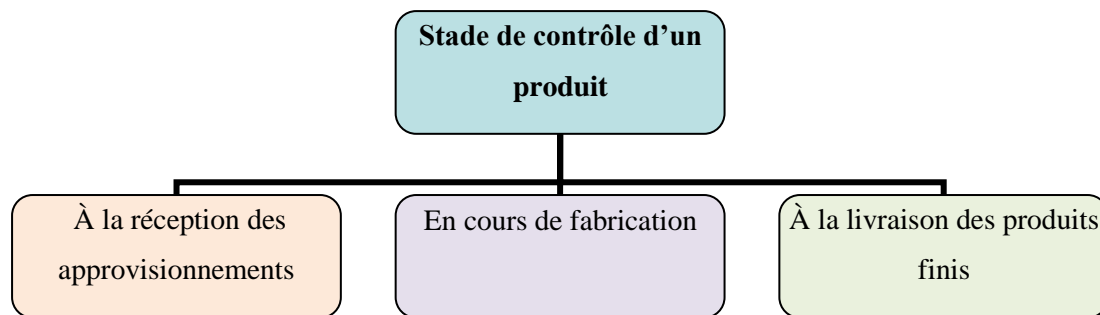 Stade de contrôle d’un
produit
À la réception des
approvisionnements
En cours de fabrication
À la livraison des produits
finis